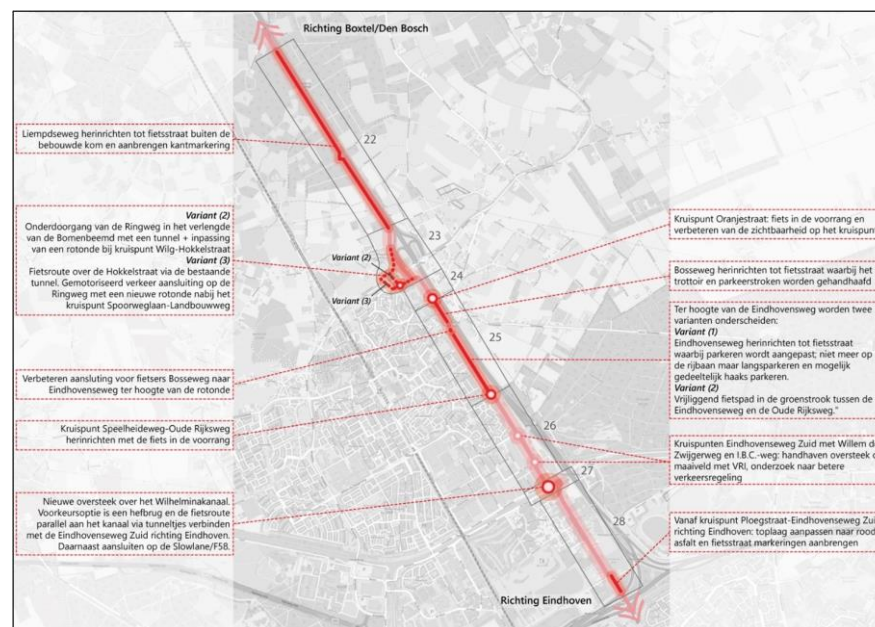 Richting Boxtel/Den Bosch
22
Liempdseweg herinrichten tot fietsstraat buiten de
bebouwde kom en aanbrengen kantmarkering
Variant (2)
Onderdoorgang van de Ringweg in het verlengde
van de Bomenbeemd met een tunnel + inpassing
van een rotonde bij kruispunt Wilg-Hokkelstraat
Variant (3)
Fietsroute over de Hokkelstraat via de bestaande
tunnel. Gemotoriseerd verkeer aansluiting op de
Ringweg met een nieuwe rotonde nabij het
kruispunt Spoorweglaan-Landbouwweg
Variant (2)
Variant (3)
23
24
25
26
27
28
Verbeteren aansluting voor fietsers Bosseweg naar
Eindhovenseweg ter hoogte van de rotonde
Kruispunt Speelheideweg-Oude Rijksweg
herinrichten met de fiets in de voorrang
Nieuwe oversteek over het Wilhelminakanaal.
Voorkeursoptie is een hefbrug en de fietsroute
parallel aan het kanaal via tunneltjes verbinden
met de Eindhovenseweg Zuid richting Eindhoven.
Daarnaast aansluiten op de Slowlane/F58.
Kruispunt Oranjestraat: fiets in de voorrang en
verbeteren van de zichtbaarheid op het kruispunt
Bosseweg herinrichten tot fietsstraat waarbij het
trottoir en parkeerstroken worden gehandhaafd
Ter hoogte van de Eindhovensweg worden twee
varianten onderscheiden:
Variant (1)
Eindhovenseweg herinrichten tot fietsstraat
waarbij parkeren wordt aangepast; niet meer op
de rijbaan maar langsparkeren en mogelijk
gedeeltelijk haaks parkeren.
Variant (2)
Vrijliggend fietspad in de groenstrook tussen de
Eindhovenseweg en de Oude Rijksweg."
Kruispunten Eindhovenseweg Zuid met Willem de
Zwijgerweg en I.B.C.-weg: handhaven oversteek
maaiveld met VRI, onderzoek naar betere
verkeersregeling
Vanaf kruispunt Ploegstraat-Eindhovenseweg
richting Eindhoven: toplaag aanpassen naar
asfalt en fietsstraat markeringen aanbrengen
Richting Eindhoven